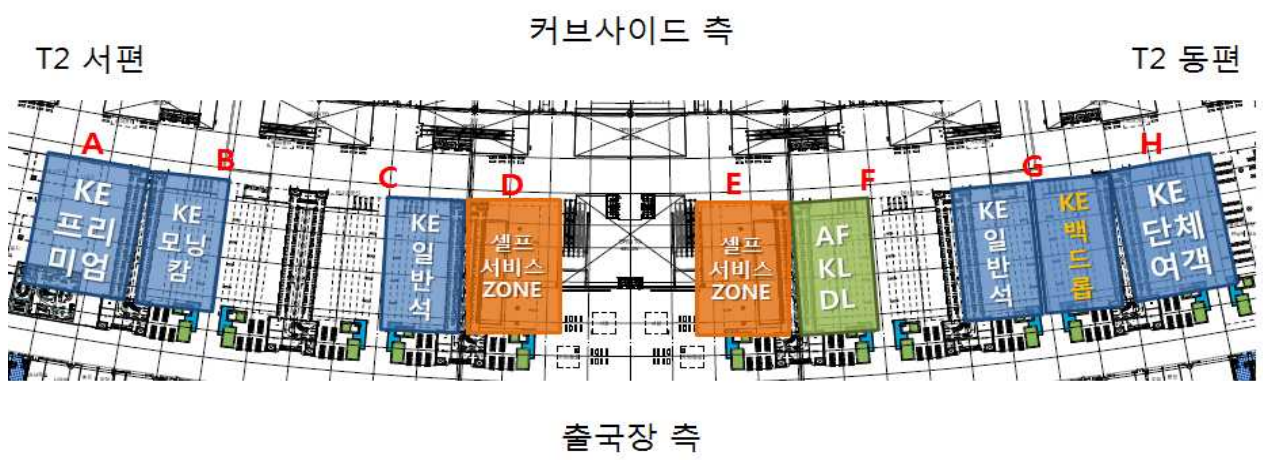 커브사이드 측
T2 서편
T2 동편
A
B
C
D
E
F
G
H
KE
프리
미엄
KE
모닝
캄
KE
일
반
석
셀프
서비스
ZONE
셀프
서비스
ZONE
AF
KL
DL
KE
일
반
석
KE
백
드
롭
KE
단체
여객
출국장 측